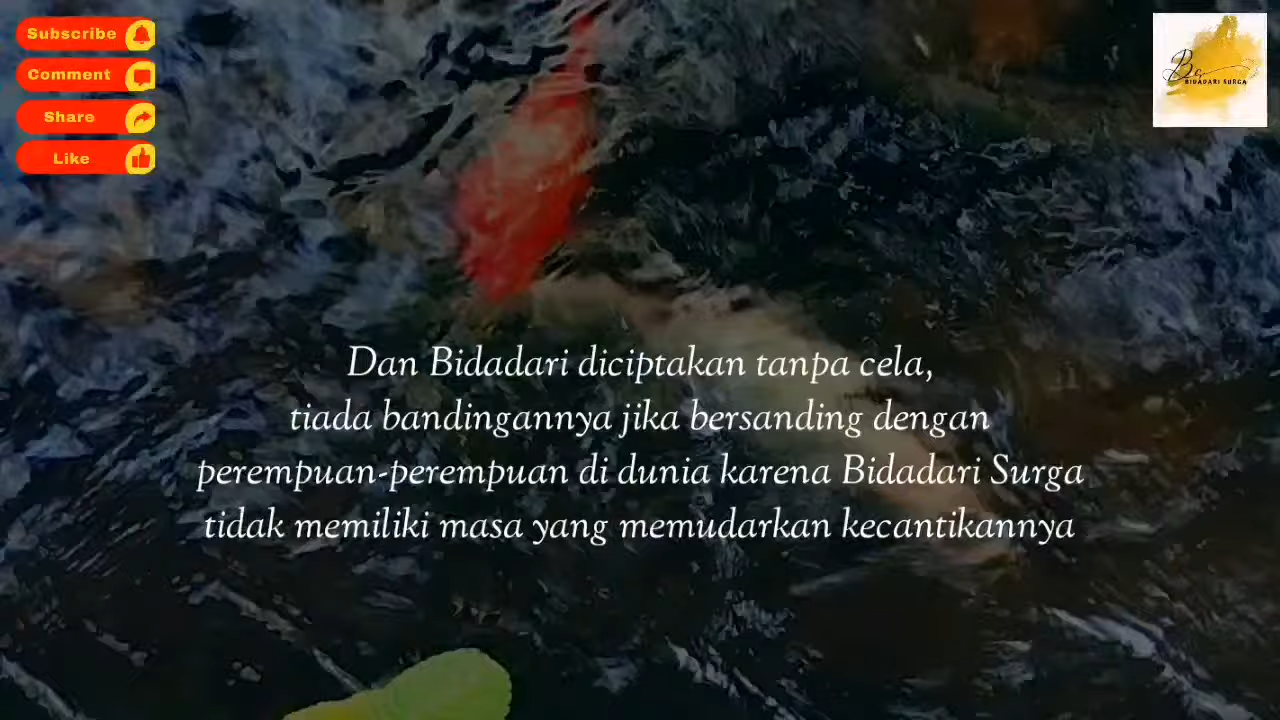 Subscribe
Comment
Share
Like
BIDADARI SURGA
Dan Bidadari diciptakan tanpa cela,
tiada bandingannya jika bersanding dengan
perempuan-perempuan di dunia karena Bidadari Surga
tidak memiliki masa yang memudarkan kecantikannya